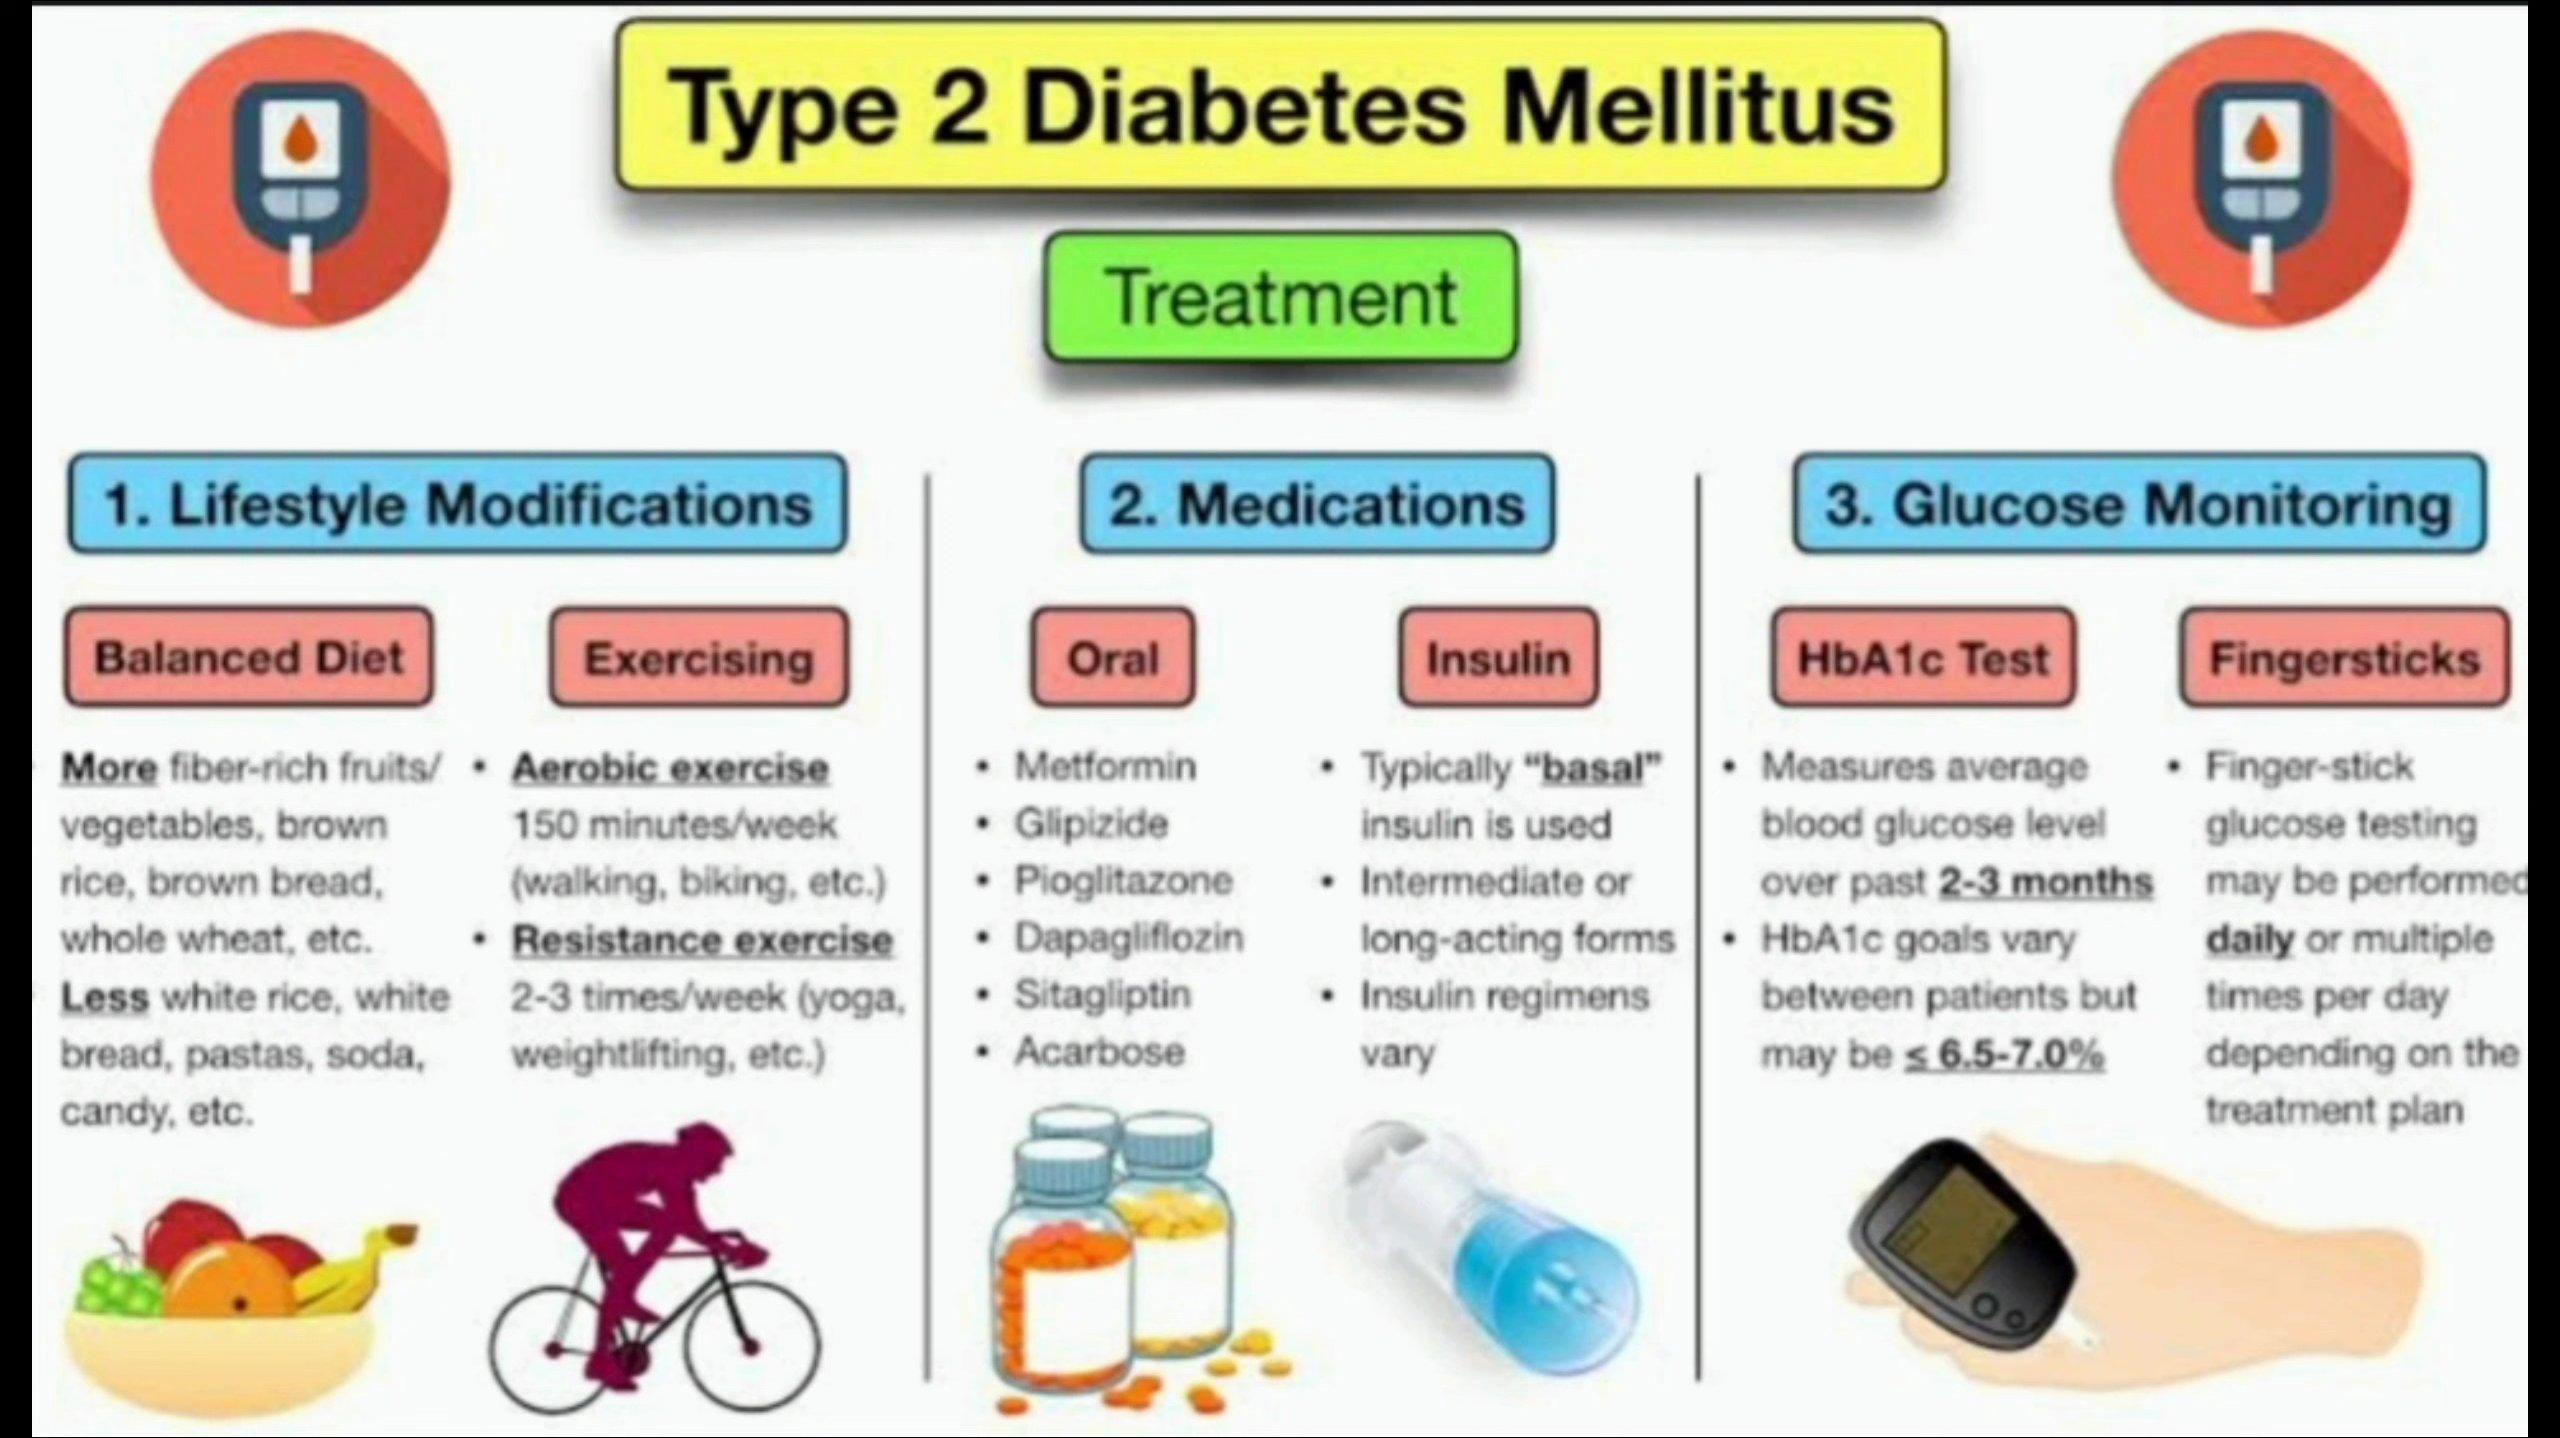 Type 2 Diabetes Mellitus
Treatment
1. Lifestyle Modifications
Balanced Diet
More fiber-rich fruits/
vegetables, brown
rice, brown bread,
whole wheat, etc.
Less white rice, white
bread, pastas, soda,
candy, etc.
Exercising
• Aerobic exercise
150 minutes/week
(walking, biking, etc.)
• Resistance exercise
2-3 times/week (yoga,
weightlifting, etc.)
2. Medications
Oral
• Metformin
• Glipizide
• Pioglitazone
• Dapagliflozin
• Sitagliptin
• Acarbose
Insulin
• Typically “basal”
insulin is used
• Intermediate or
long-acting forms
• Insulin regimens
vary
3. Glucose Monitoring
HbA1c Test
• Measures average
blood glucose level
over past 2-3 months
• HbA1c goals vary
between patients but
may be ≤ 6.5-7.0%
Fingersticks
• Finger-stick
glucose testing
may be performed
daily or multiple
times per day
depending on the
treatment plan